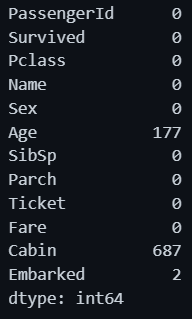 PassengerId 0
Survived 0
Pclass 0
Name 0
Sex 0
Age 177
SibSp 0
Parch 0
Ticket 0
Fare 0
Cabin 687
Embarked 2
dtype: int64